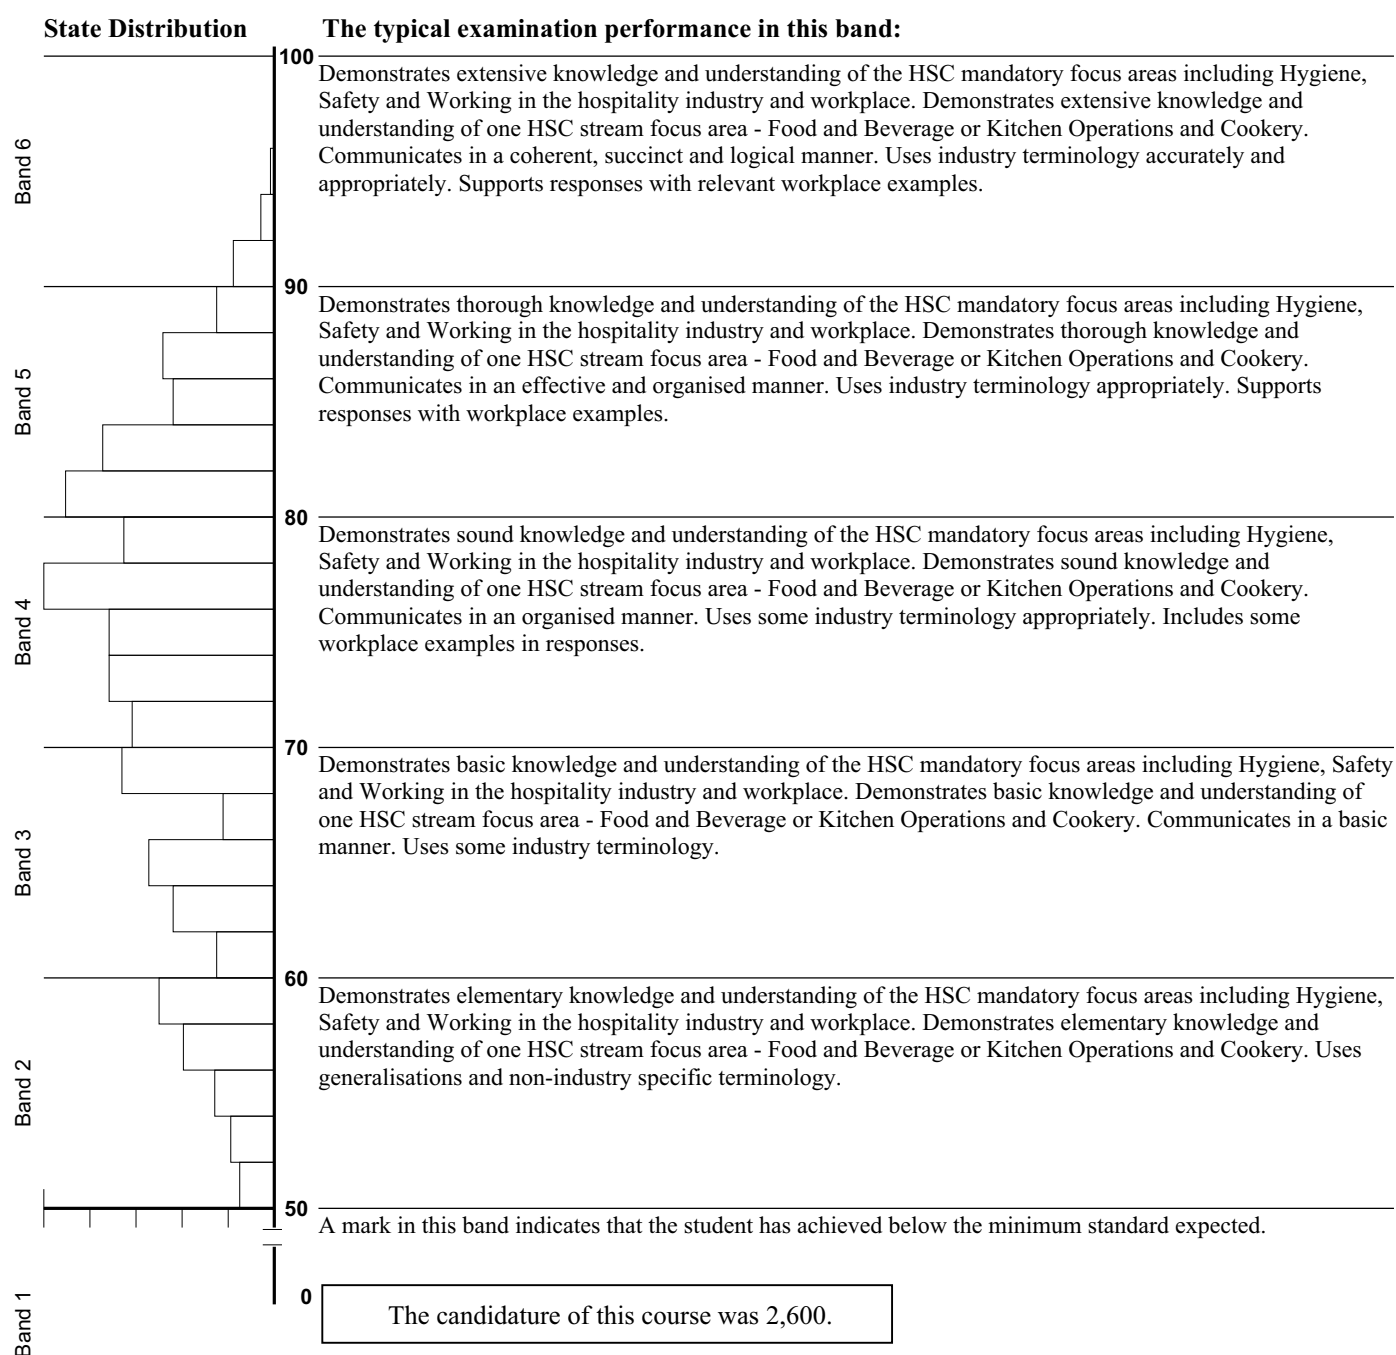 State Distribution
The typical examination performance in this band:
100
Band 6
Demonstrates extensive knowledge and understanding of the HSC mandatory focus areas including Hygiene,
Safety and Working in the hospitality industry and workplace. Demonstrates extensive knowledge and
understanding of one HSC stream focus area - Food and Beverage or Kitchen Operations and Cookery.
Communicates in a coherent, succinct and logical manner. Uses industry terminology accurately and
appropriately. Supports responses with relevant workplace examples.
90
Band 5
Demonstrates thorough knowledge and understanding of the HSC mandatory focus areas including Hygiene,
Safety and Working in the hospitality industry and workplace. Demonstrates thorough knowledge and
understanding of one HSC stream focus area - Food and Beverage or Kitchen Operations and Cookery.
Communicates in an effective and organised manner. Uses industry terminology appropriately. Supports
responses with workplace examples.
80
Band 4
Demonstrates sound knowledge and understanding of the HSC mandatory focus areas including Hygiene,
Safety and Working in the hospitality industry and workplace. Demonstrates sound knowledge and
understanding of one HSC stream focus area - Food and Beverage or Kitchen Operations and Cookery.
Communicates in an organised manner. Uses some industry terminology appropriately. Includes some
workplace examples in responses.
70
Band 3
Demonstrates basic knowledge and understanding of the HSC mandatory focus areas including Hygiene, Safety
and Working in the hospitality industry and workplace. Demonstrates basic knowledge and understanding of
one HSC stream focus area - Food and Beverage or Kitchen Operations and Cookery. Communicates in a basic
manner. Uses some industry terminology.
60
Band 2
Demonstrates elementary knowledge and understanding of the HSC mandatory focus areas including Hygiene,
Safety and Working in the hospitality industry and workplace. Demonstrates elementary knowledge and
understanding of one HSC stream focus area - Food and Beverage or Kitchen Operations and Cookery. Uses
generalisations and non-industry specific terminology.
50
A mark in this band indicates that the student has achieved below the minimum standard expected.
Band 1
0
The candidature of this course was 2,600.